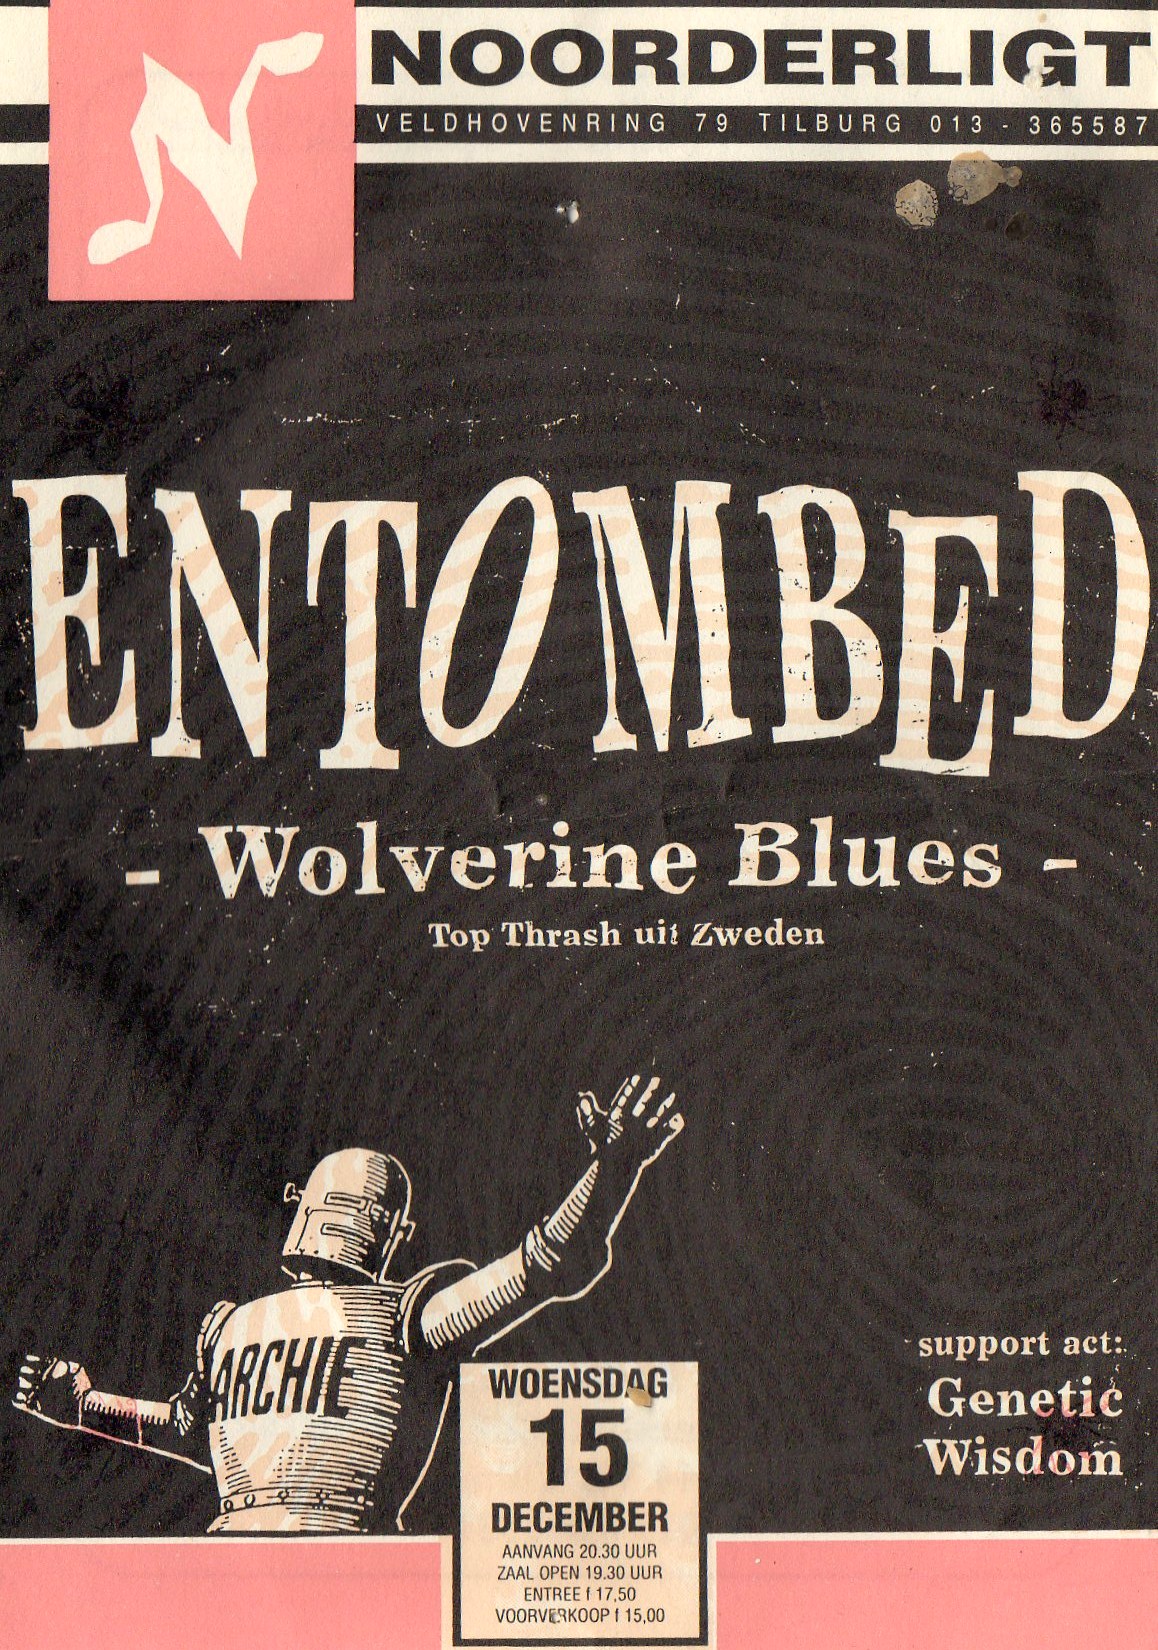 NOORDERLIGT
VELDHOVENRING 79 TILBURG 013 - 365587
ENTOMBED
- Wolverine Blues -
Top Thrash uit Zweden
ARCHIE
support act:
Genetic
Wisdom
WOENSDAG
15
DECEMBER
AANVANG 20.30 UUR
ZAAL OPEN 19.30 UUR
ENTREE f 17,50
VOORVERKOOP f 15,00